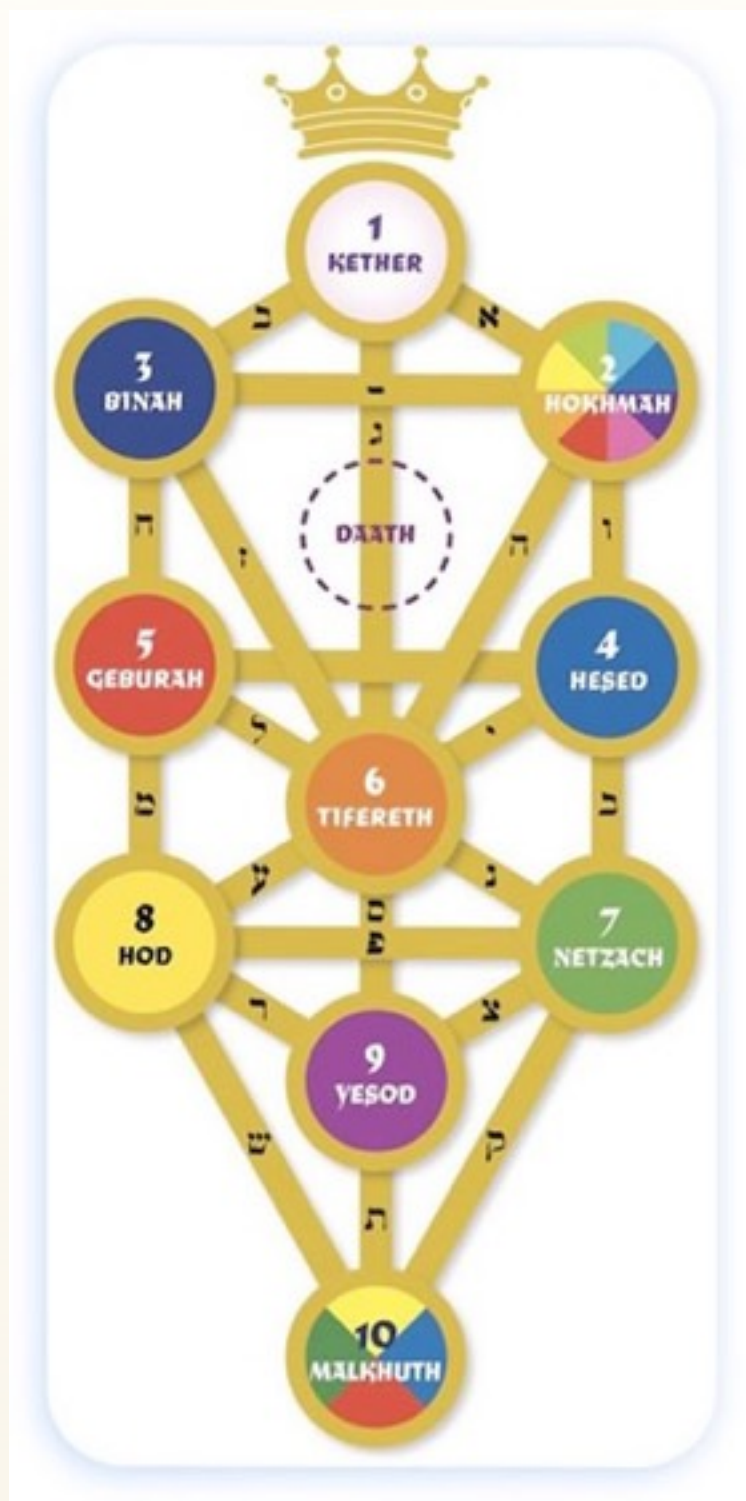 1
KETHER
א
3
BINAH
2
HOKHMAH
ג
DAATH
ח
ז
ה
ו
5
GEBURAH
4
HESED
ל
י
6
TIFERETH
8
HOD
7
NETZACH
9
YESOD
ק
ת
10
MALKHUTH